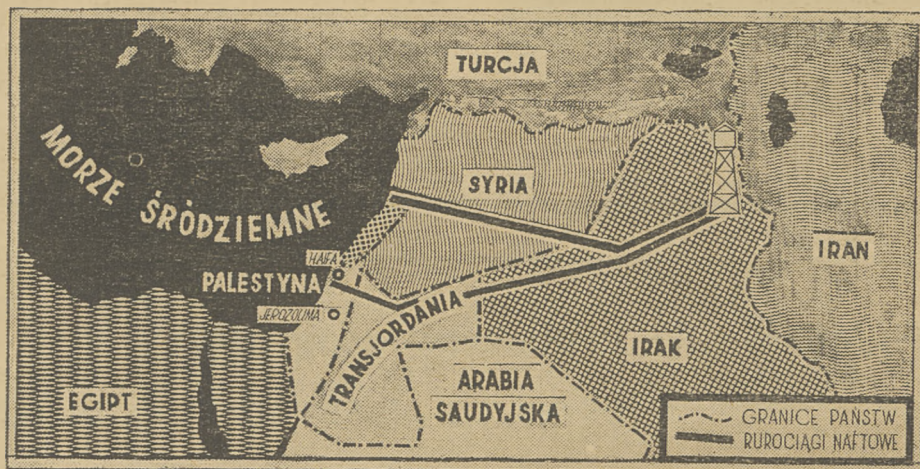 TURCJA
MORZE ŚRÓDZIEMNE
SYRIA
IRAN
HAIFA
PALESTYNA
JEROZOLIMA
TRANSJORDANIA
IRAK
EGIPT
ARABIA
SAUDYJSKA
GRANICE PAŃSTW
RUROCIĄGI NAFTOWE